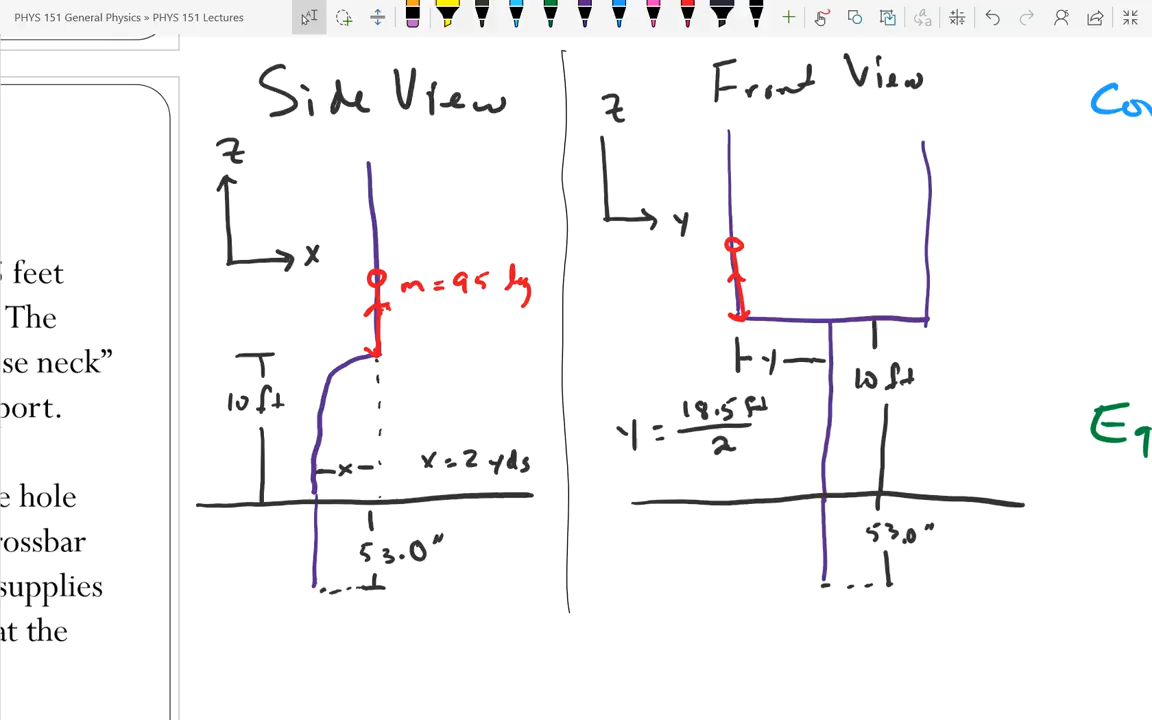 PHYS 151 General Physics » PHYS 151 Lectures
feet
The
se neck”
port.
e hole
rossbar
supplies
at the
Side View
Z
X
m = 95 kg
10 ft
x
x = 2 yds
53.0"
Front View
Z
Y
y
10 ft
Y = 18.5 ft
2
53.0"
Co
Eq